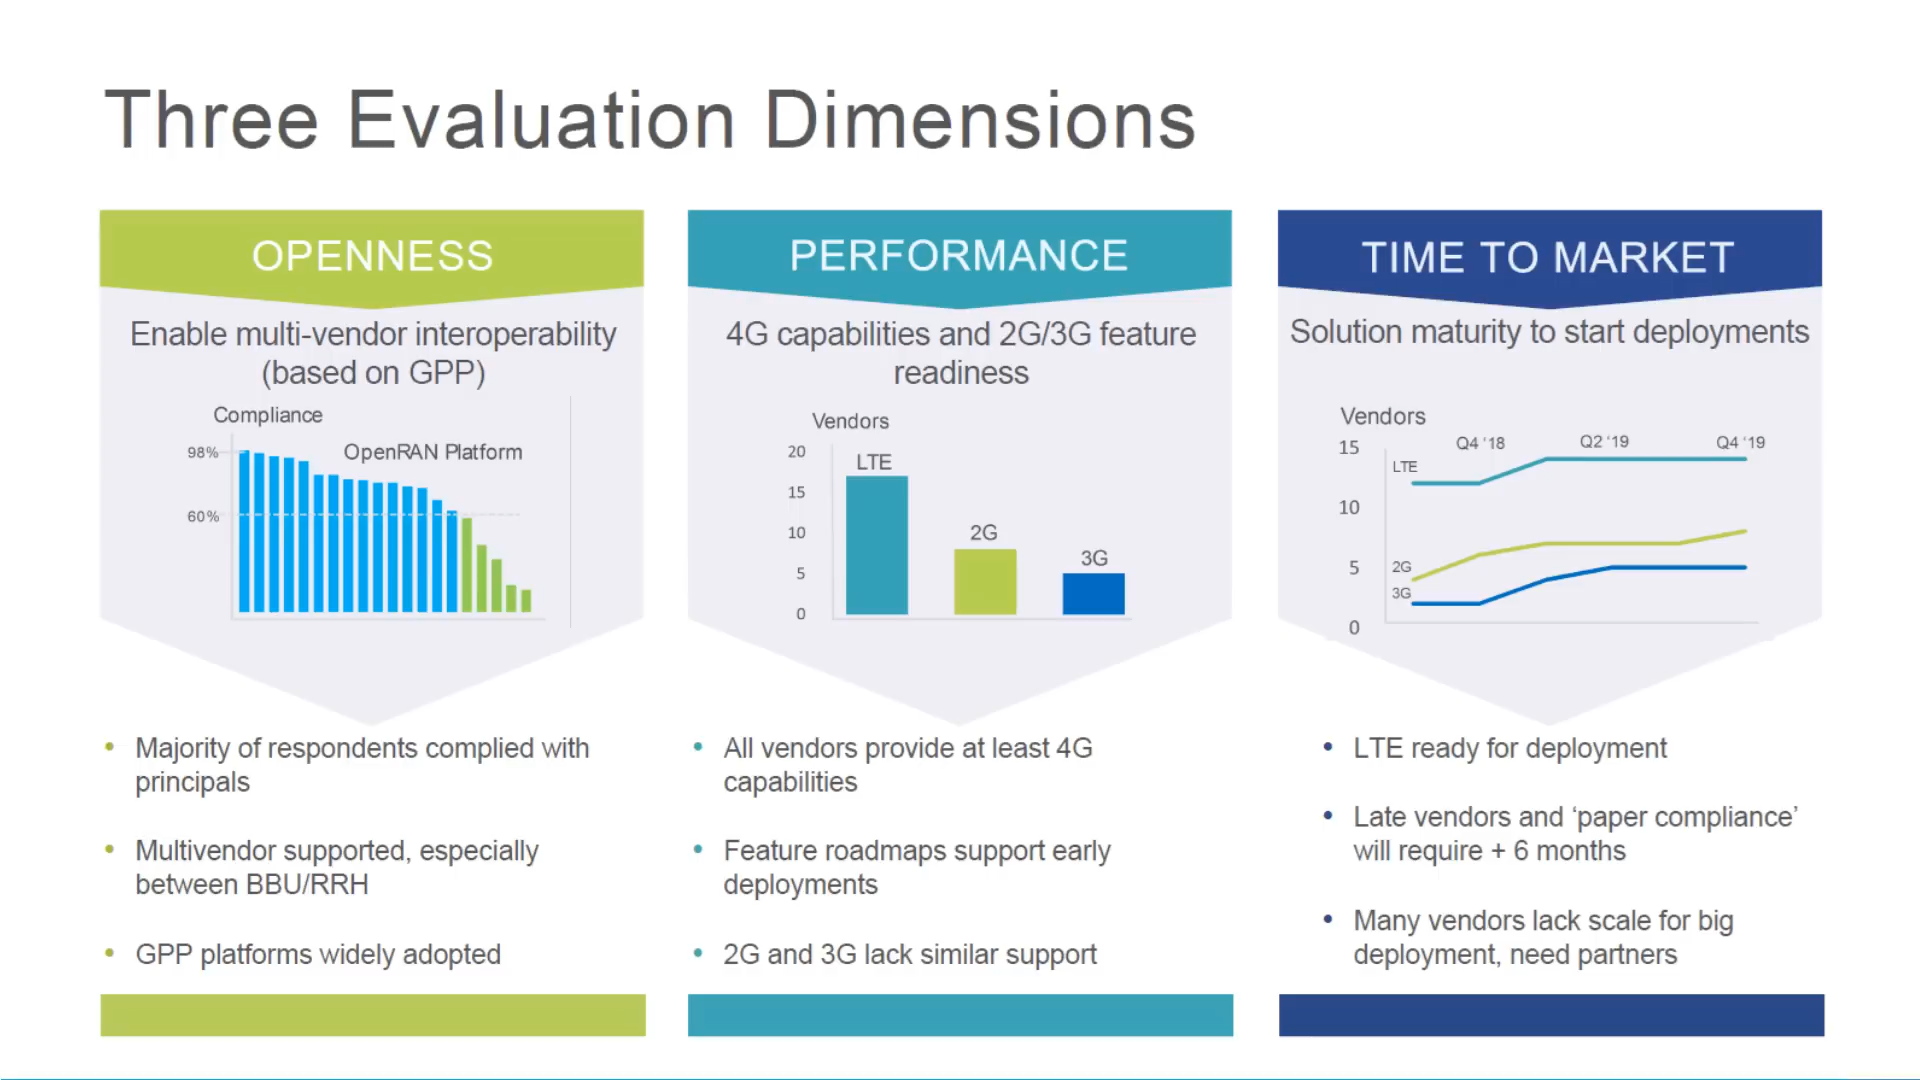 Three Evaluation Dimensions
OPENNESS
Enable multi-vendor interoperability
(based on GPP)
Compliance
98%
OpenRAN Platform
60%
• Majority of respondents complied with
principals
• Multivendor supported, especially
between BBU/RRH
• GPP platforms widely adopted
PERFORMANCE
4G capabilities and 2G/3G feature
readiness
Vendors
20
LTE
15
10
2G
3G
5
0
• All vendors provide at least 4G
capabilities
• Feature roadmaps support early
deployments
• 2G and 3G lack similar support
TIME TO MARKET
Solution maturity to start deployments
Vendors
15
Q4 ‘18
Q2 ‘19
Q4 ‘19
LTE
10
5
2G
3G
0
• LTE ready for deployment
• Late vendors and ‘paper compliance’
will require + 6 months
• Many vendors lack scale for big
deployment, need partners